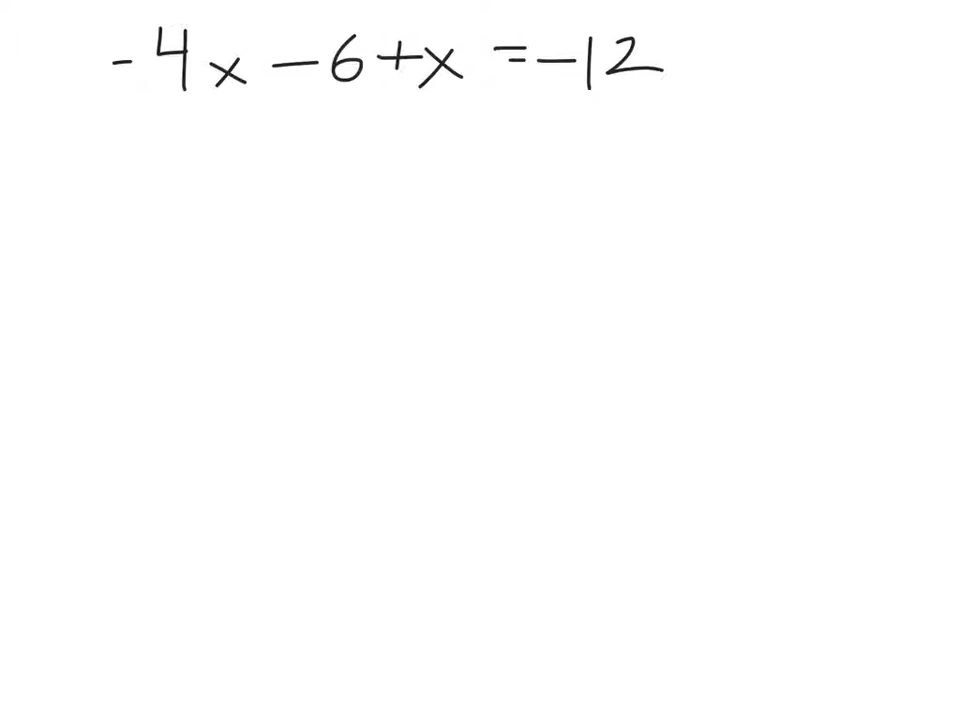 -4x - 6 + x = -12